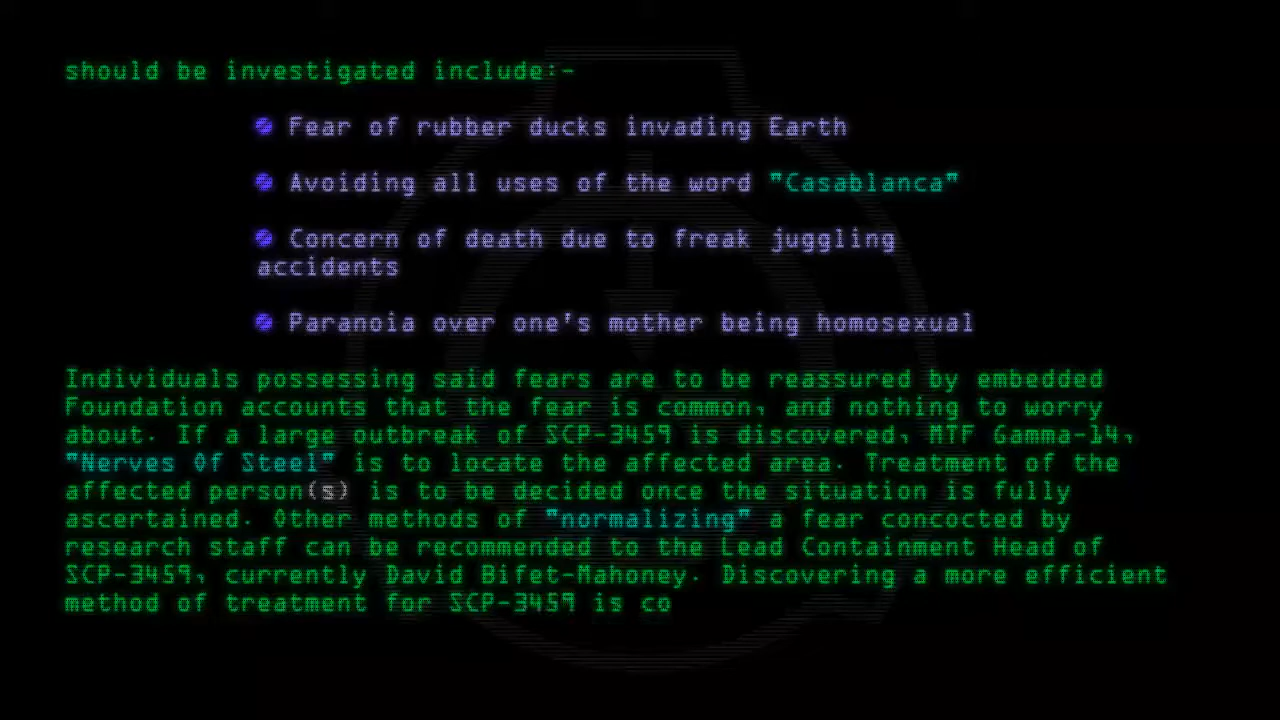 should be investigated include:-
Fear of rubber ducks invading Earth
Avoiding all uses of the word "Casablanca"
Concern of death due to freak juggling
accidents
Paranoia over one's mother being homosexual
Individuals possessing said fears are to be reassured by embedded
Foundation accounts that the fear is common, and nothing to worry
about. If a large outbreak of SCP-3459 is discovered, MTF Gamma-14,
"Nerves Of Steel" is to locate the affected area. Treatment of the
affected person(s) is to be decided once the situation is fully
ascertained. Other methods of "normalizing" a fear concocted by
research staff can be recommended to the Lead Containment Head of
SCP-3459, currently David Bifet-Mahoney. Discovering a more efficient
method of treatment for SCP-3459 is co